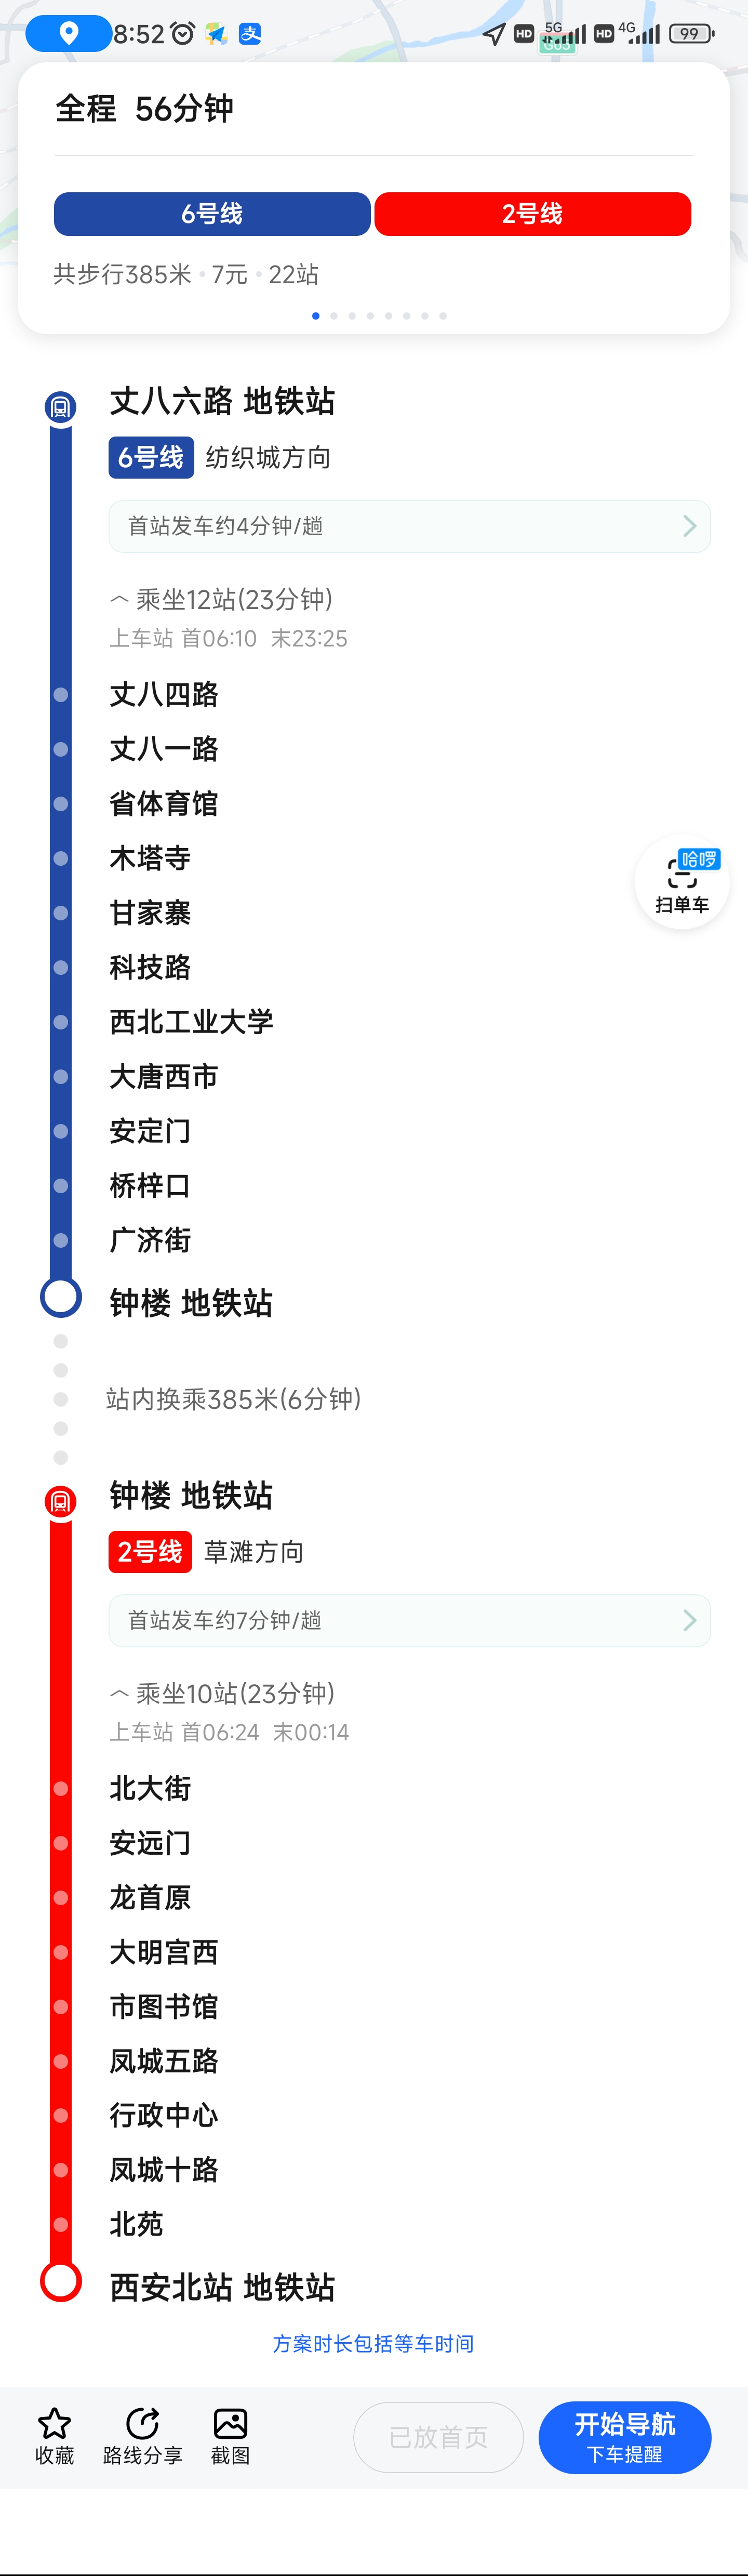 8:52
HD 5G HD 4G 99
全程 56分钟
6号线 2号线
共步行385米 · 7元 · 22站
丈八六路 地铁站
6号线 纺织城方向
首站发车约4分钟/趟
乘坐12站(23分钟)
上车站 首06:10 末23:25
丈八四路
丈八一路
省体育馆
木塔寺
哈啰
扫单车
甘家寨
科技路
西北工业大学
大唐西市
安定门
桥梓口
广济街
钟楼 地铁站
站内换乘385米(6分钟)
钟楼 地铁站
2号线 草滩方向
首站发车约7分钟/趟
乘坐10站(23分钟)
上车站 首06:24 末00:14
北大街
安远门
龙首原
大明宫西
市图书馆
凤城五路
行政中心
凤城十路
北苑
西安北站 地铁站
方案时长包括等车时间
收藏 路线分享 截图 已放首页 开始导航
下车提醒